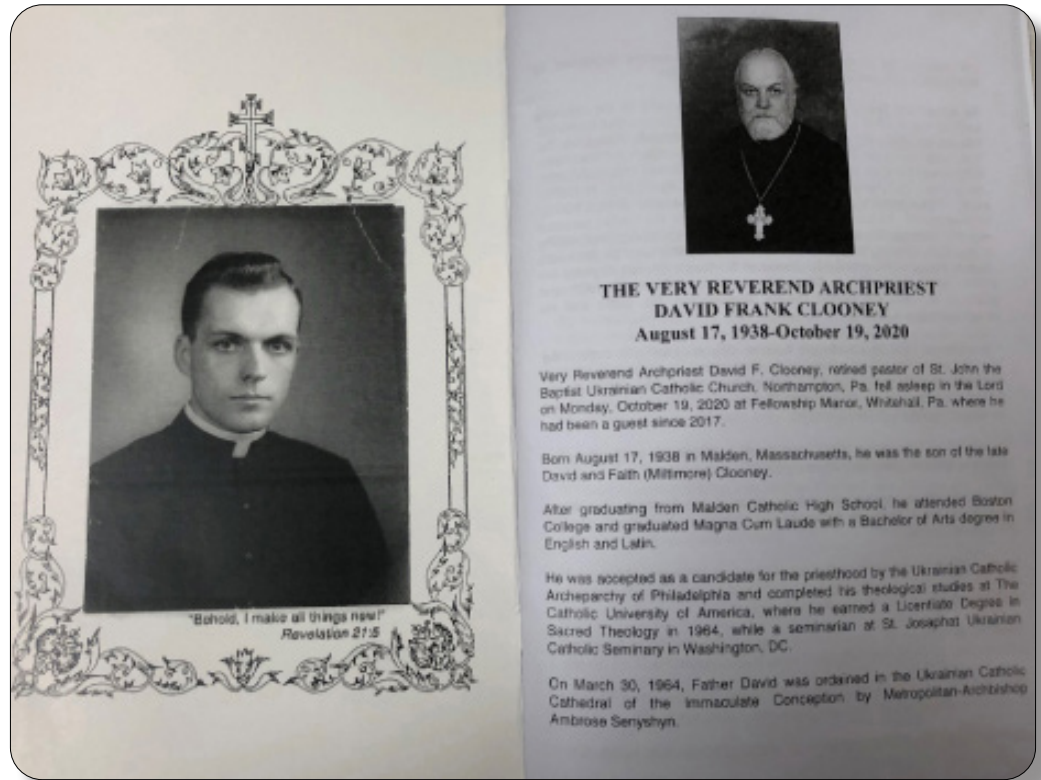 "Behold, I make all things new!"
Revelation 21:5
THE VERY REVEREND ARCHPRIEST
DAVID FRANK CLOONEY
August 17, 1938-October 19, 2020
Very Reverend Archpriest David F. Clooney, retired pastor of St. John the
Baptist Ukrainian Catholic Church, Northampton, Pa. fell asleep in the Lord
on Monday, October 19, 2020 at Fellowship Manor, Whitehall, Pa. where he
had been a guest since 2017.
Born August 17, 1938 in Malden, Massachusetts, he was the son of the late
David and Faith (Miltimore) Clooney.
After graduating from Malden Catholic High School, he attended Boston
College and graduated Magna Cum Laude with a Bachelor of Arts degree in
English and Latin.
He was accepted as a candidate for the priesthood by the Ukrainian Catholic
Archeparchy of Philadelphia and completed his theological studies at The
Catholic University of America, where he earned a Licentiate Degree in
Sacred Theology in 1964, while a seminarian at St. Josaphat Ukrainian
Catholic Seminary in Washington, DC.
On March 30, 1964, Father David was ordained in the Ukrainian Catholic
Cathedral of the Immaculate Conception by Metropolitan-Archbishop
Ambrose Senyshyn.